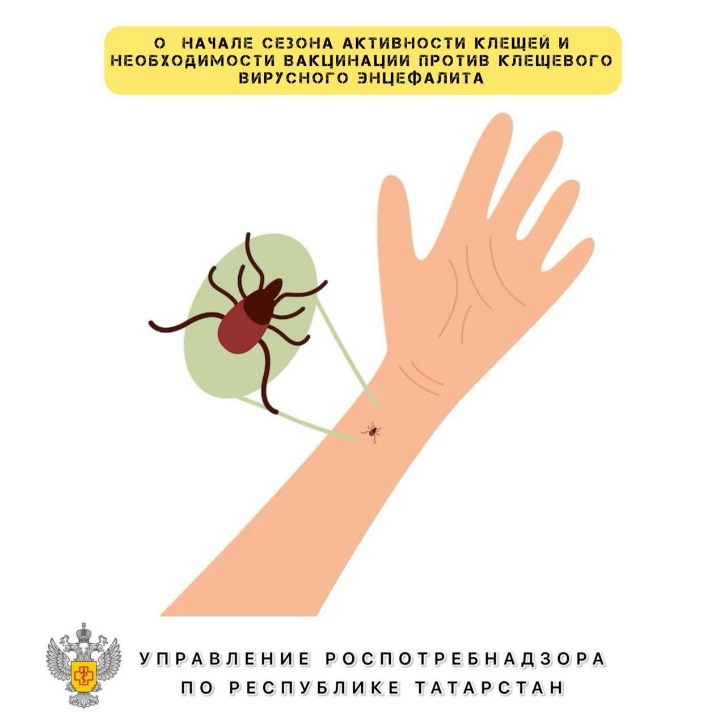 О НАЧАЛЕ СЕЗОНА АКТИВНОСТИ КЛЕЩЕЙ И
НЕОБХОДИМОСТИ ВАКЦИНАЦИИ ПРОТИВ КЛЕЩЕВОГО
ВИРУСНОГО ЭНЦЕФАЛИТА
УПРАВЛЕНИЕ РОСПОТРЕБНАДЗОРА
ПО РЕСПУБЛИКЕ ТАТАРСТАН